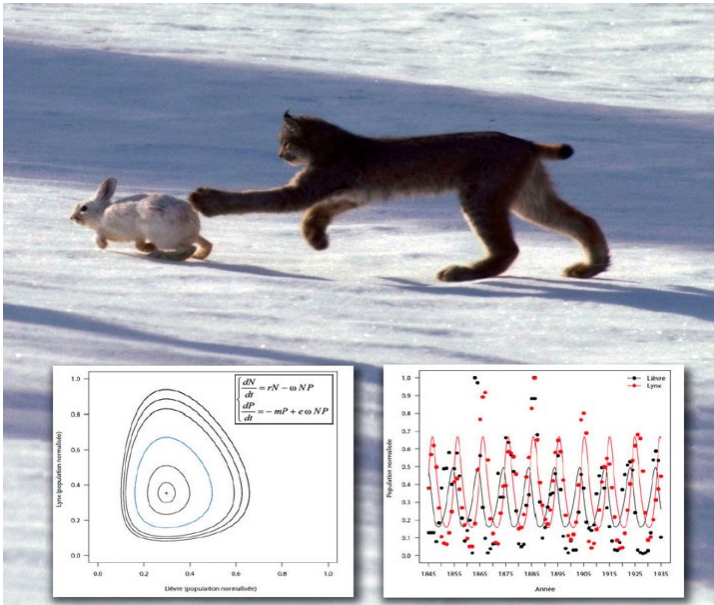 dN/dt = rN − ωNP
dP/dt = −mP + eωNP
Lynx (population normalisée)
1.0
0.8
0.6
0.4
0.2
0.0
0.0 0.2 0.4 0.6 0.8 1.0
Lièvre (population normalisée)
Lièvre
Lynx
Population normalisée
1.0
0.9
0.8
0.7
0.6
0.5
0.4
0.3
0.2
0.1
0.0
1845 1855 1865 1875 1885 1895 1905 1915 1925 1935
Année